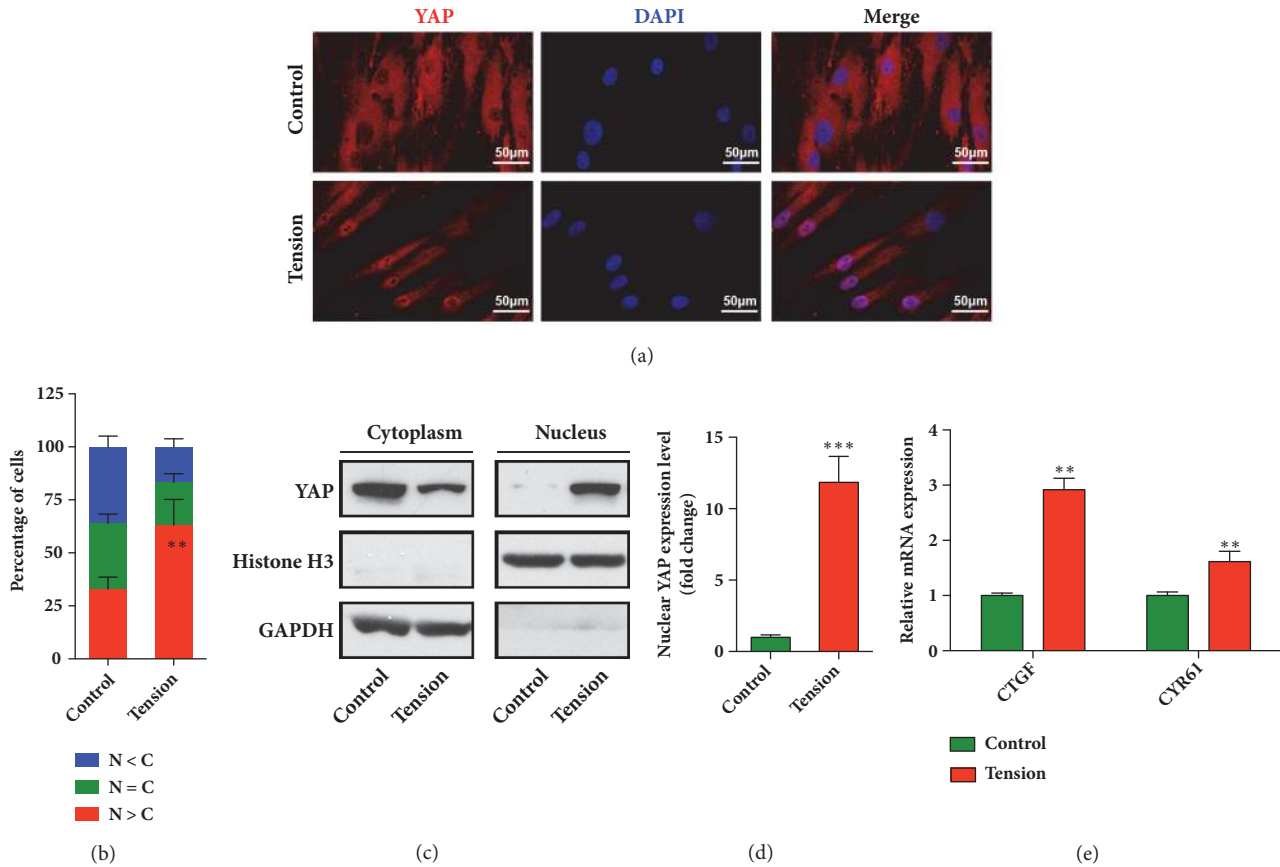 YAP DAPI Merge
Control
50μm 50μm 50μm
Tension
50μm 50μm 50μm
(a)
Percentage of cells
125
100
75
50
25
0
**
Control Tension
N < C
N = C
N > C
(b)
Cytoplasm Nucleus
YAP
Histone H3
GAPDH
Control Tension Control Tension
(c)
Nuclear YAP expression level
(fold change)
15
10
5
0
***
Control Tension
(d)
Relative mRNA expression
4
3
2
1
0
**
**
CTGF CYR61
Control
Tension
(e)